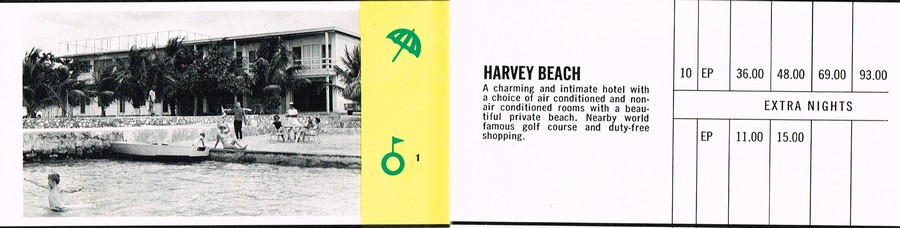 1
HARVEY BEACH
A charming and intimate hotel with
a choice of air conditioned and non-
air conditioned rooms with a beau-
tiful private beach. Nearby world
famous golf course and duty-free
shopping.
10 EP 36.00 48.00 69.00 93.00
EXTRA NIGHTS
EP 11.00 15.00